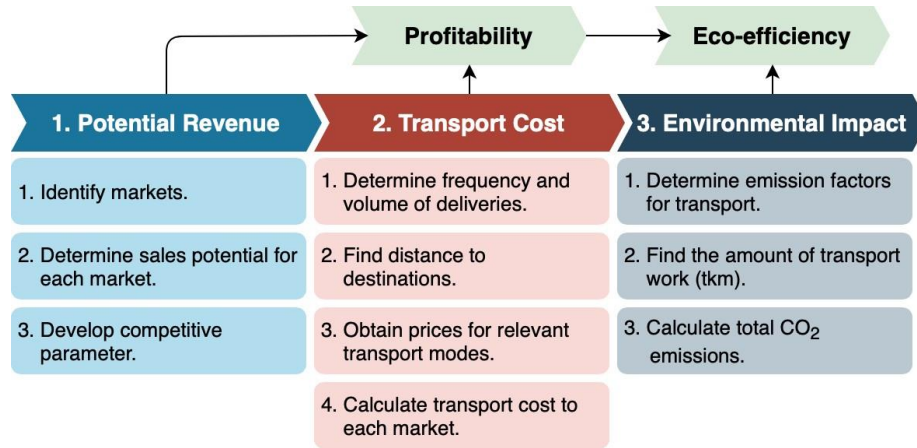 Profitability
Eco-efficiency
1. Potential Revenue
2. Transport Cost
3. Environmental Impact
1. Identify markets.
2. Determine sales potential for
each market.
3. Develop competitive
parameter.
1. Determine frequency and
volume of deliveries.
2. Find distance to
destinations.
3. Obtain prices for relevant
transport modes.
4. Calculate transport cost to
each market.
1. Determine emission factors
for transport.
2. Find the amount of transport
work (tkm).
3. Calculate total CO₂
emissions.